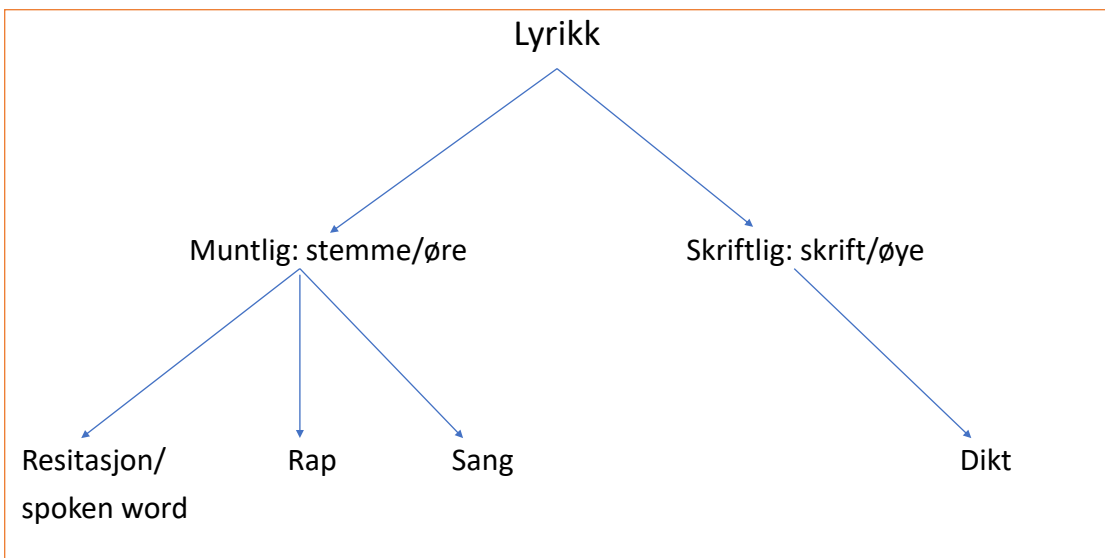 Lyrikk
Muntlig: stemme/øre
Skriftlig: skrift/øye
Resitasjon/
spoken word
Rap
Sang
Dikt